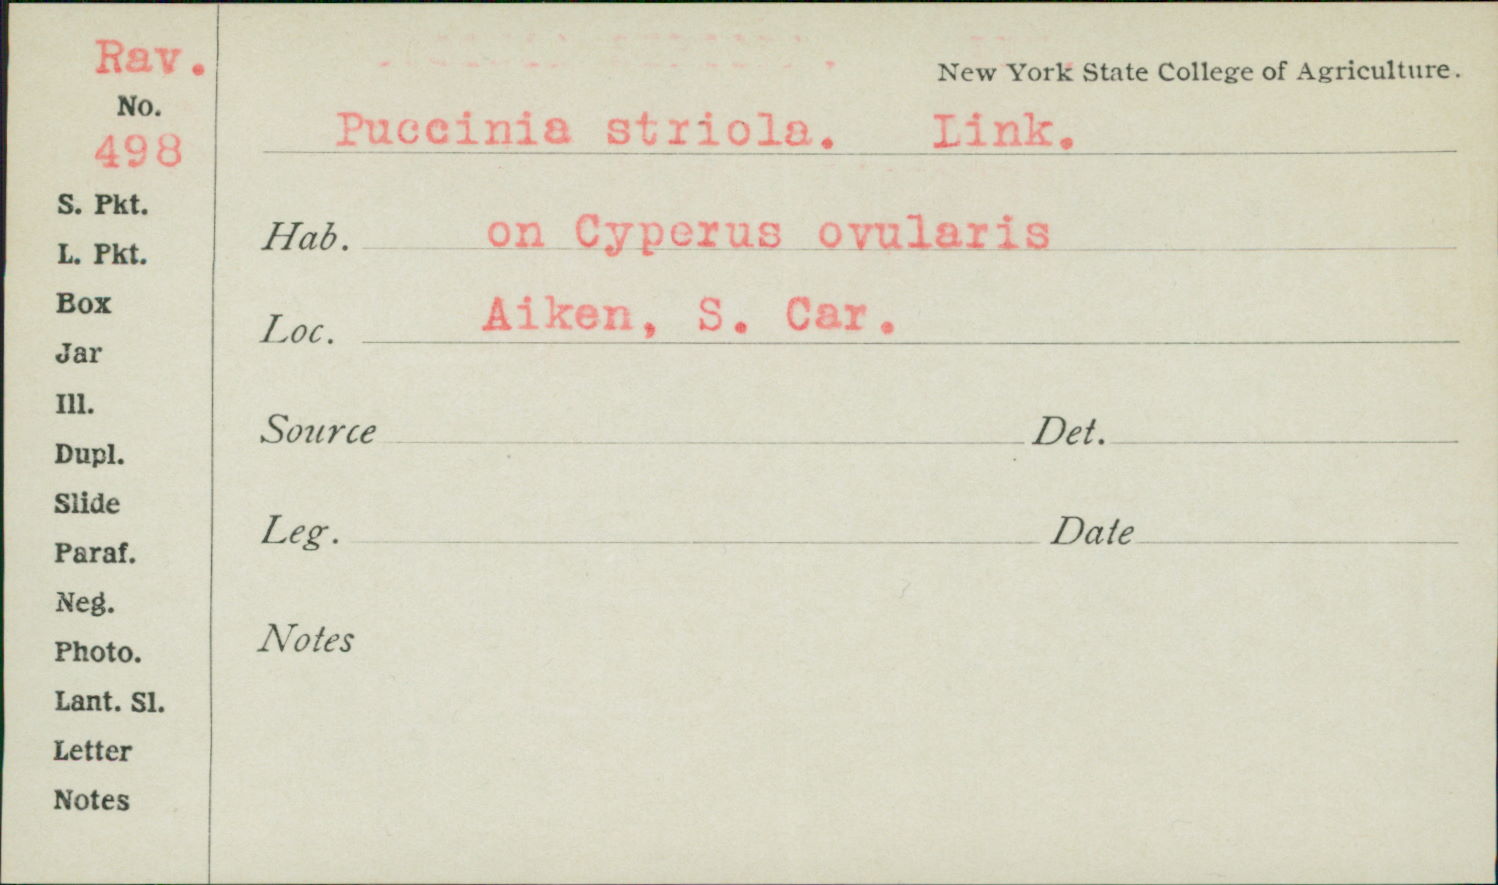 Rav.
No.
498
S. Pkt.
L. Pkt.
Box
Jar
Ill.
Dupl.
Slide
Paraf.
Neg.
Photo.
Lant. Sl.
Letter
Notes
New York State College of Agriculture.
Puccinia striola. Link.
Hab. on Cyperus ovularis
Loc. Aiken, S. Car.
Source Det.
Leg. Date
Notes